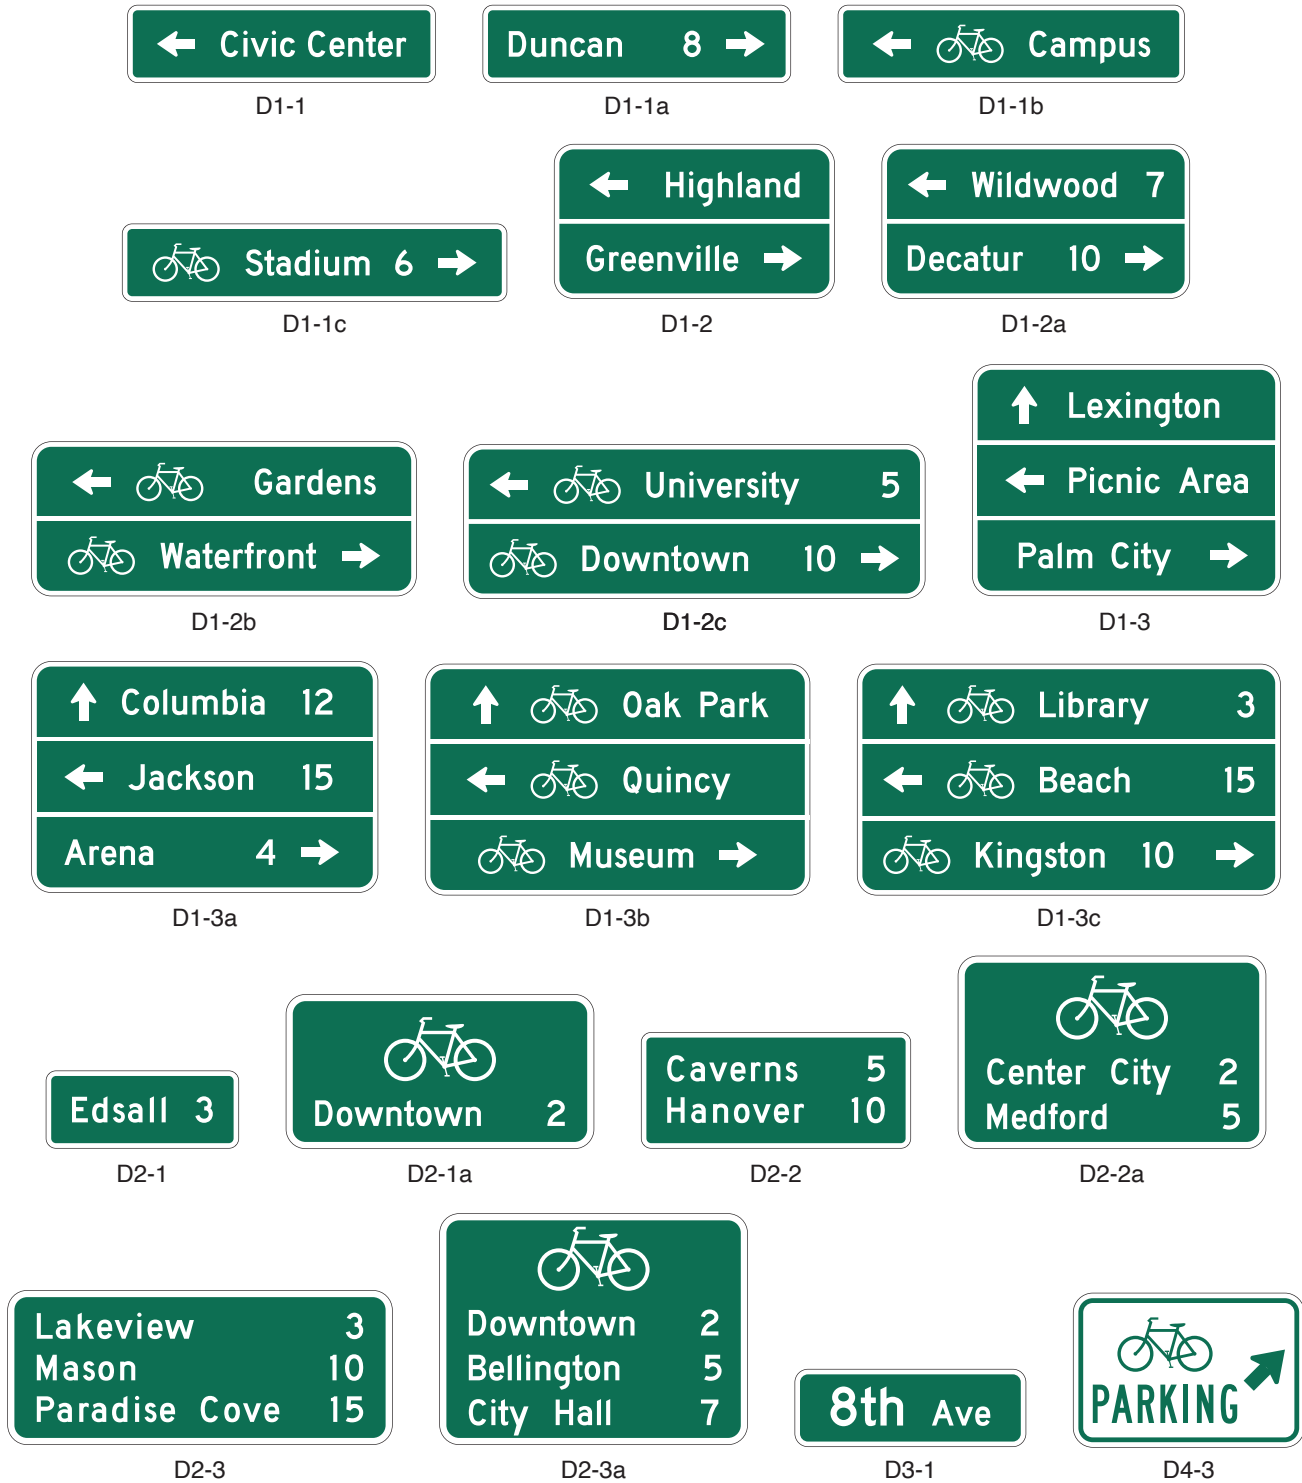 Civic Center
Duncan 8
Campus
D1-1
D1-1a
D1-1b
Stadium 6
D1-1c
Highland
Greenville
D1-2
Wildwood 7
Decatur 10
D1-2a
Gardens
Waterfront
D1-2b
University 5
Downtown 10
D1-2c
Lexington
Picnic Area
Palm City
D1-3
Columbia 12
Jackson 15
Arena 4
D1-3a
Oak Park
Quincy
Museum
D1-3b
Library 3
Beach 15
Kingston 10
D1-3c
Edsall 3
D2-1
Downtown 2
D2-1a
Caverns 5
Hanover 10
D2-2
Center City 2
Medford 5
D2-2a
Lakeview 3
Mason 10
Paradise Cove 15
D2-3
Downtown 2
Bellington 5
City Hall 7
D2-3a
8th Ave
D3-1
PARKING
D4-3